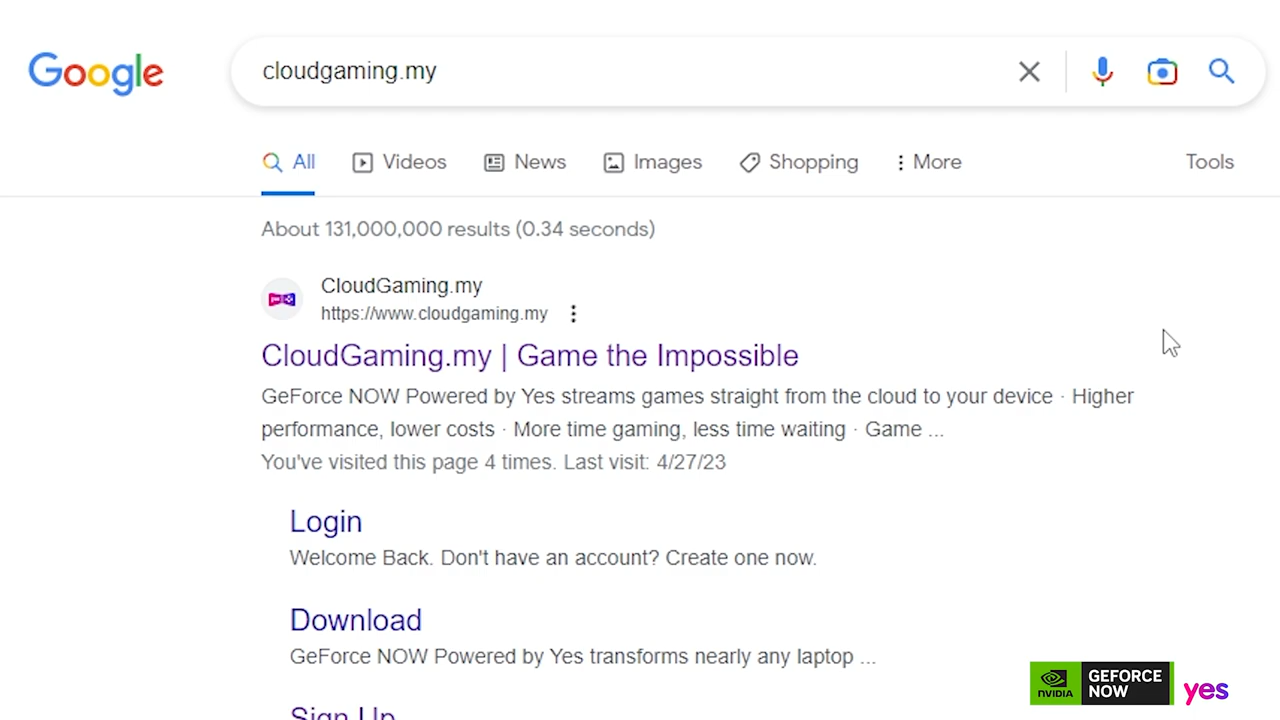 Google
cloudgaming.my
All
Videos
News
Images
Shopping
More
Tools
About 131,000,000 results (0.34 seconds)
CloudGaming.my
https://www.cloudgaming.my
CloudGaming.my | Game the Impossible
GeForce NOW Powered by Yes streams games straight from the cloud to your device · Higher
performance, lower costs · More time gaming, less time waiting · Game ...
You've visited this page 4 times. Last visit: 4/27/23
Login
Welcome Back. Don't have an account? Create one now.
Download
GeForce NOW Powered by Yes transforms nearly any laptop ...
Sign Up
NVIDIA
GEFORCE
NOW
yes